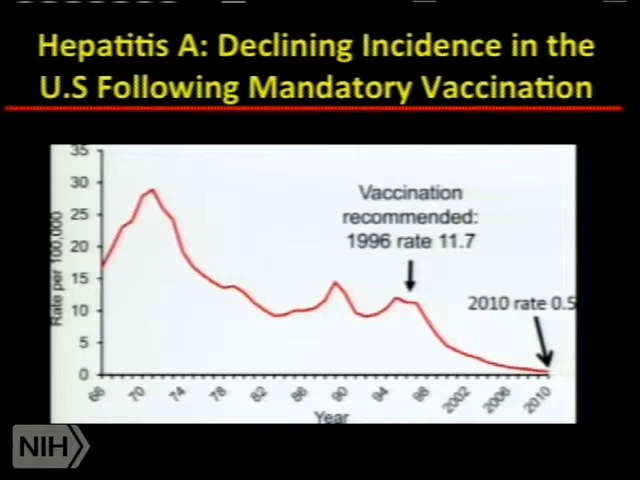 Hepatitis A: Declining Incidence in the
U.S Following Mandatory Vaccination
35
30
25
20
15
10
5
0
Rate per 100,000
Vaccination
recommended:
1996 rate 11.7
2010 rate 0.5
66
70
74
78
82
86
90
94
98
2002
2006
2010
Year
NIH